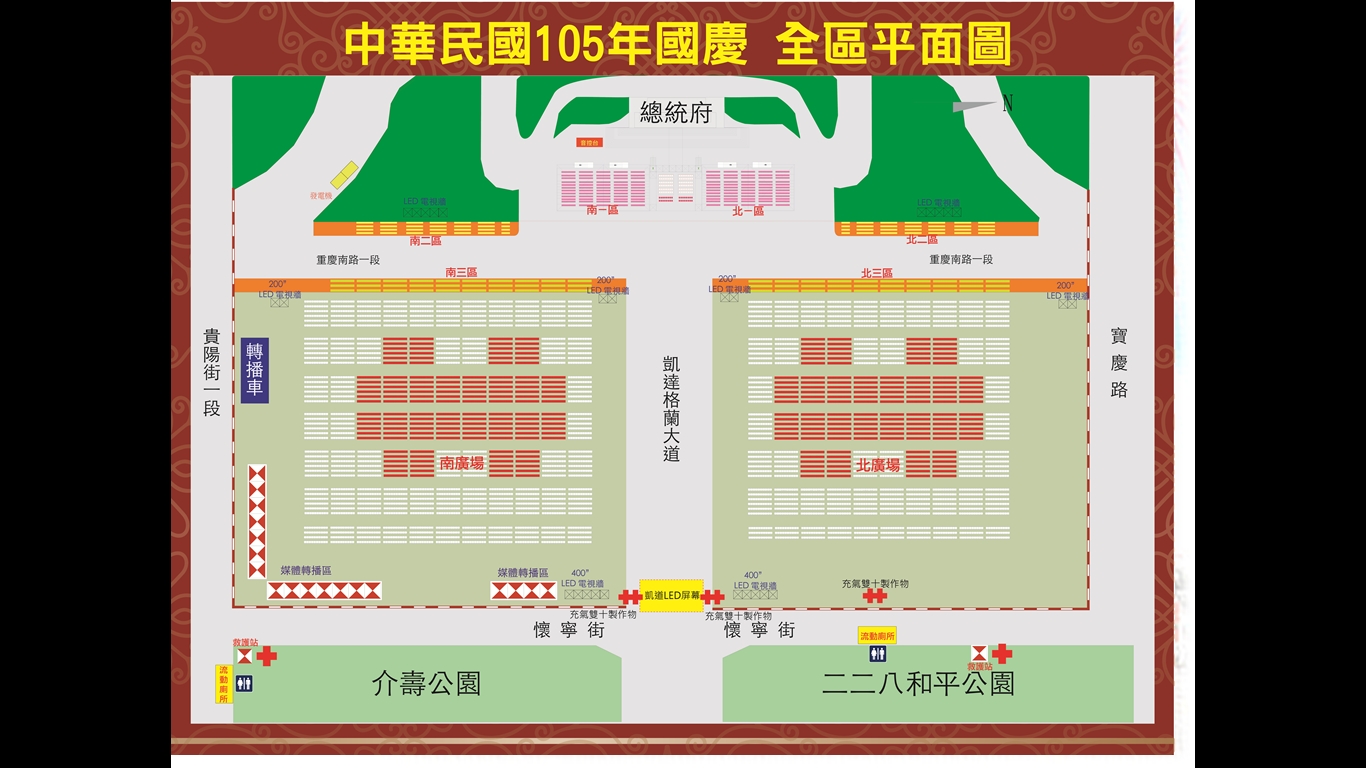 中華民國105年國慶 全區平面圖
總統府
N
發電機
LED 電視牆
LED 電視牆
南一區
北一區
南二區
北二區
重慶南路一段
重慶南路一段
南三區
北三區
200"
LED 電視牆
200"
LED 電視牆
200"
LED 電視牆
200"
LED 電視牆
貴陽街一段
轉播車
凱達格蘭大道
寶慶路
南廣場
北廣場
媒體轉播區
媒體轉播區
400"
LED 電視牆
凱道LED屏幕
400"
LED 電視牆
充氣雙十製作物
充氣雙十製作物
充氣雙十製作物
懷寧街
懷寧街
救護站
流動廁所
流動廁所
救護站
介壽公園
二二八和平公園